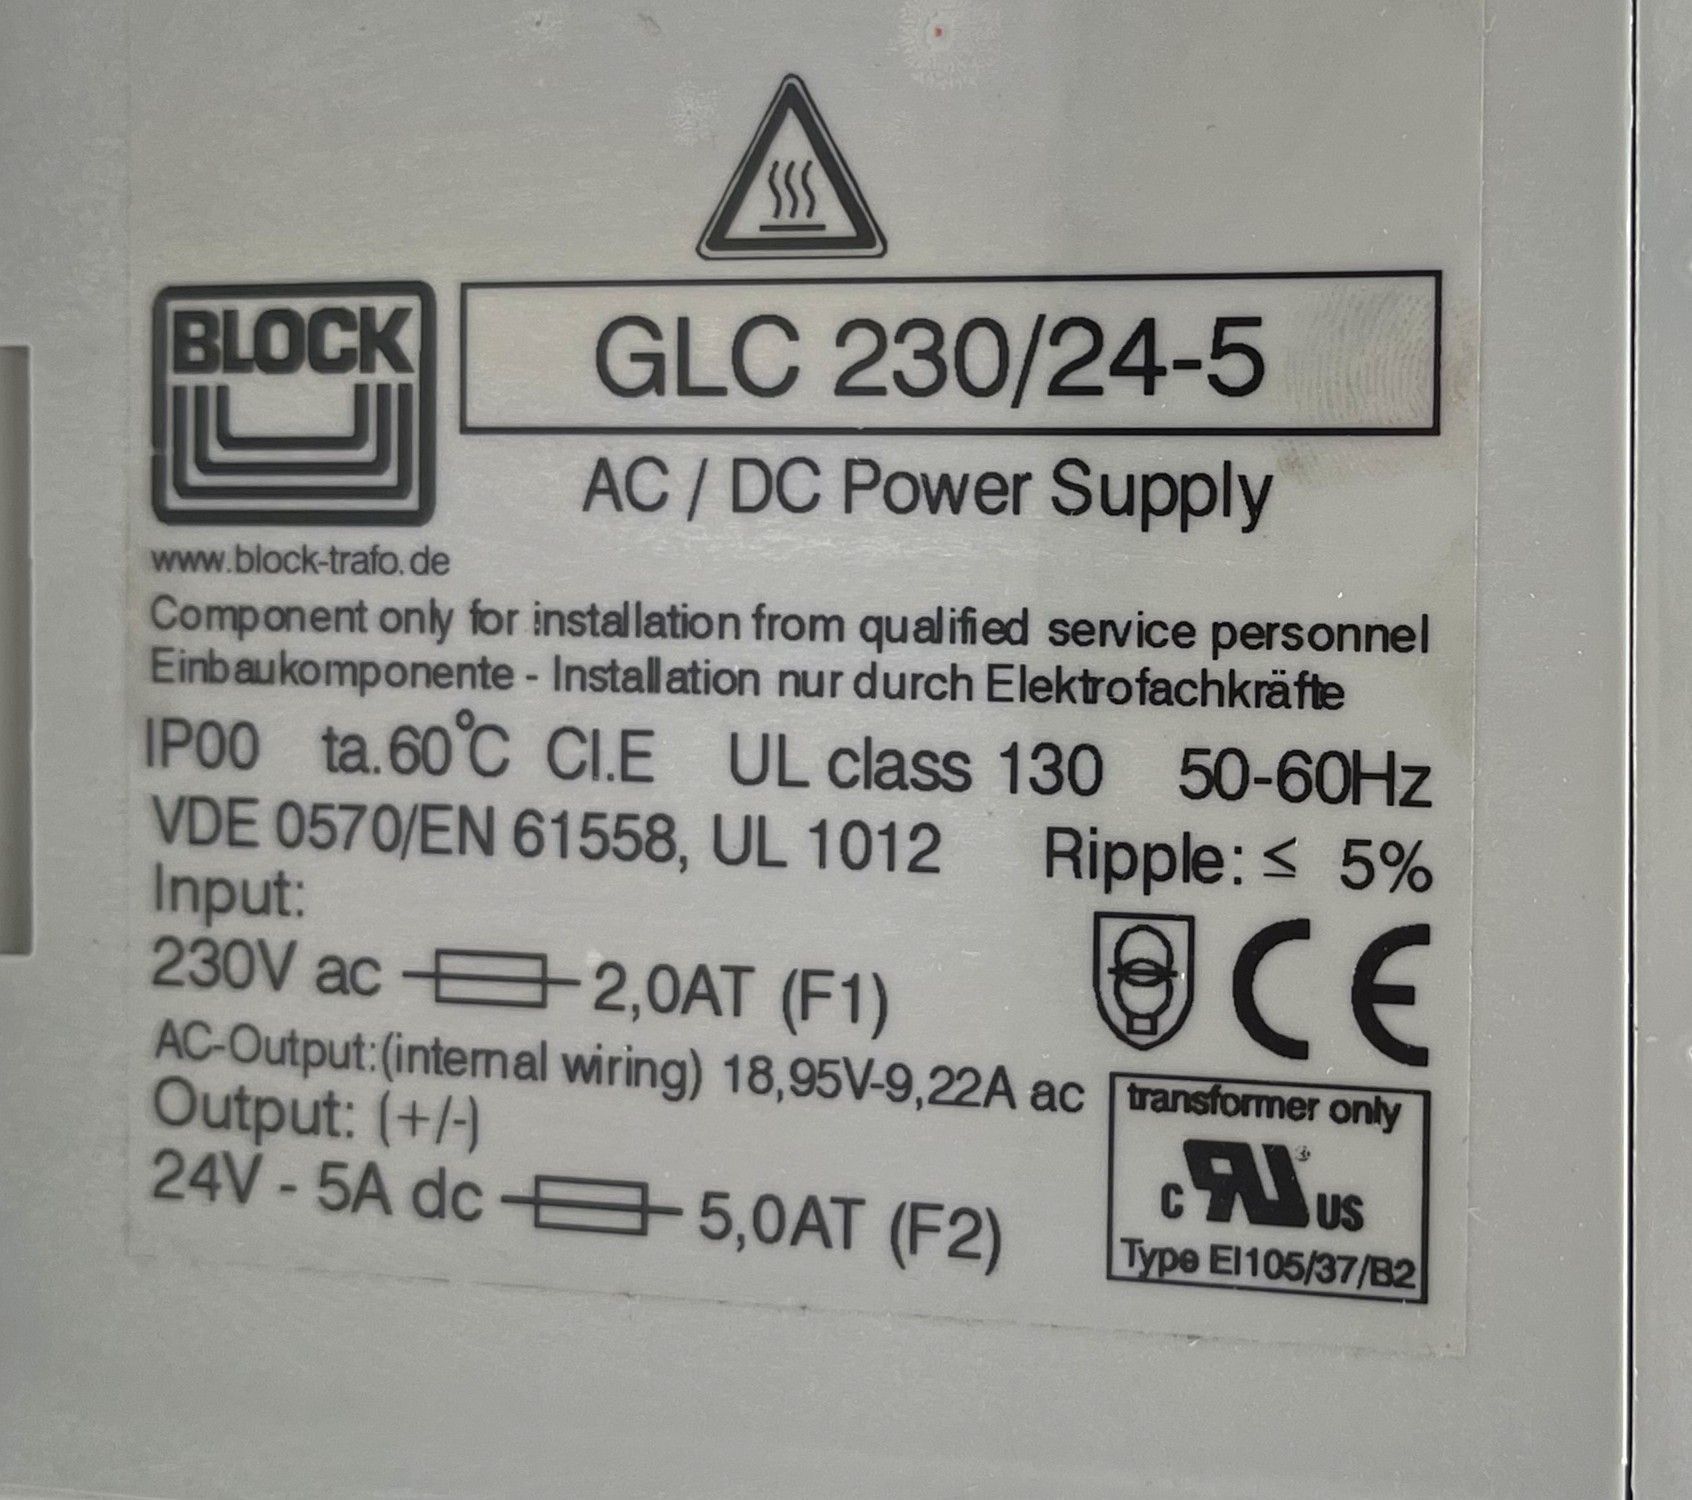 BLOCK
GLC 230/24-5
AC / DC Power Supply
www.block-trafo.de
Component only for installation from qualified service personnel
Einbaukomponente - Installation nur durch Elektrofachkräfte
IP00 ta.60°C Cl.E UL class 130 50-60Hz
VDE 0570/EN 61558, UL 1012 Ripple: ≤ 5%
Input:
230V ac 2,0AT (F1)
CE
AC-Output:(internal wiring) 18,95V-9,22A ac
Output: (+/-)
24V - 5A dc 5,0AT (F2)
transformer only
C RU® US
Type EI105/37/B2